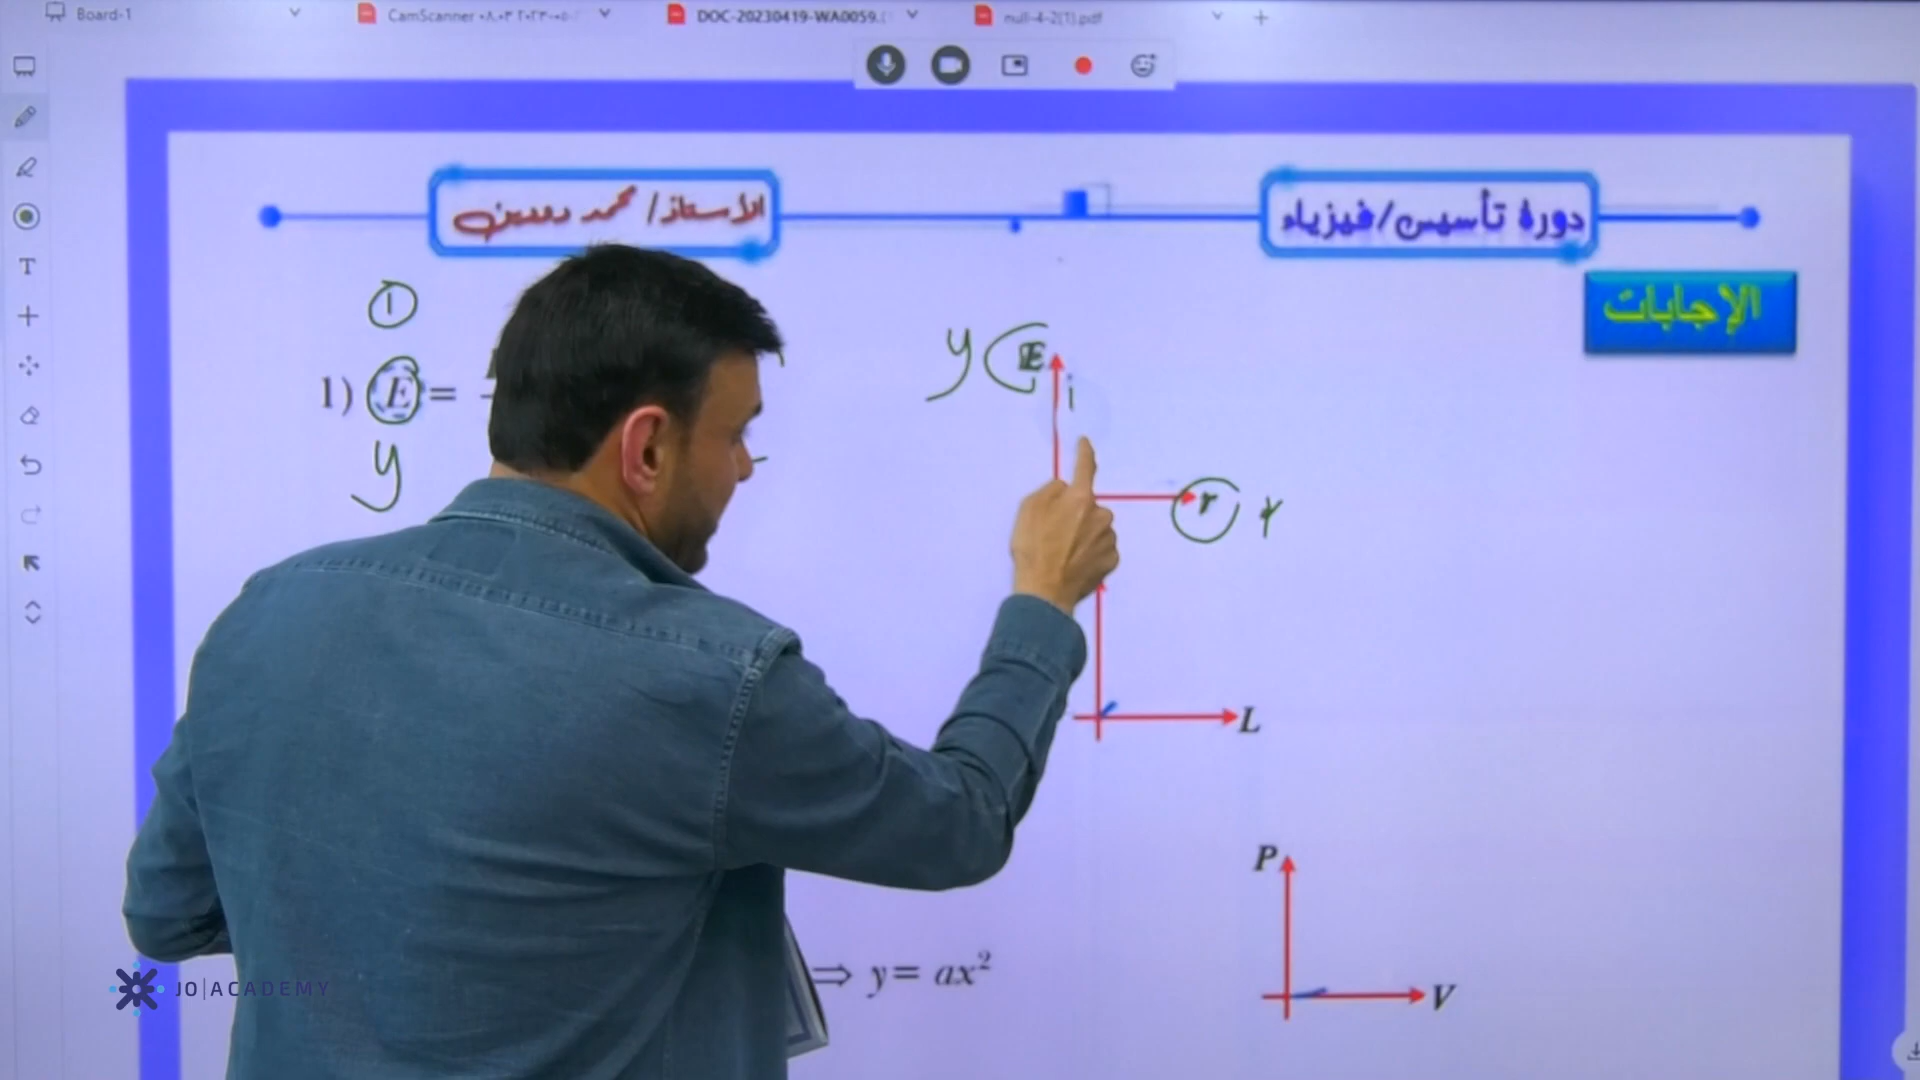 Board-1
CamScanner
DOC-20230419-WA0059.
null-4-2(1).pdf
دورة تأسيس/فيزياء
الأستاذ/محمد دودين
الإجابات
①
1) E =
y
y E
r
L
P
V
⇒ y = ax²
JO|ACADEMY
T